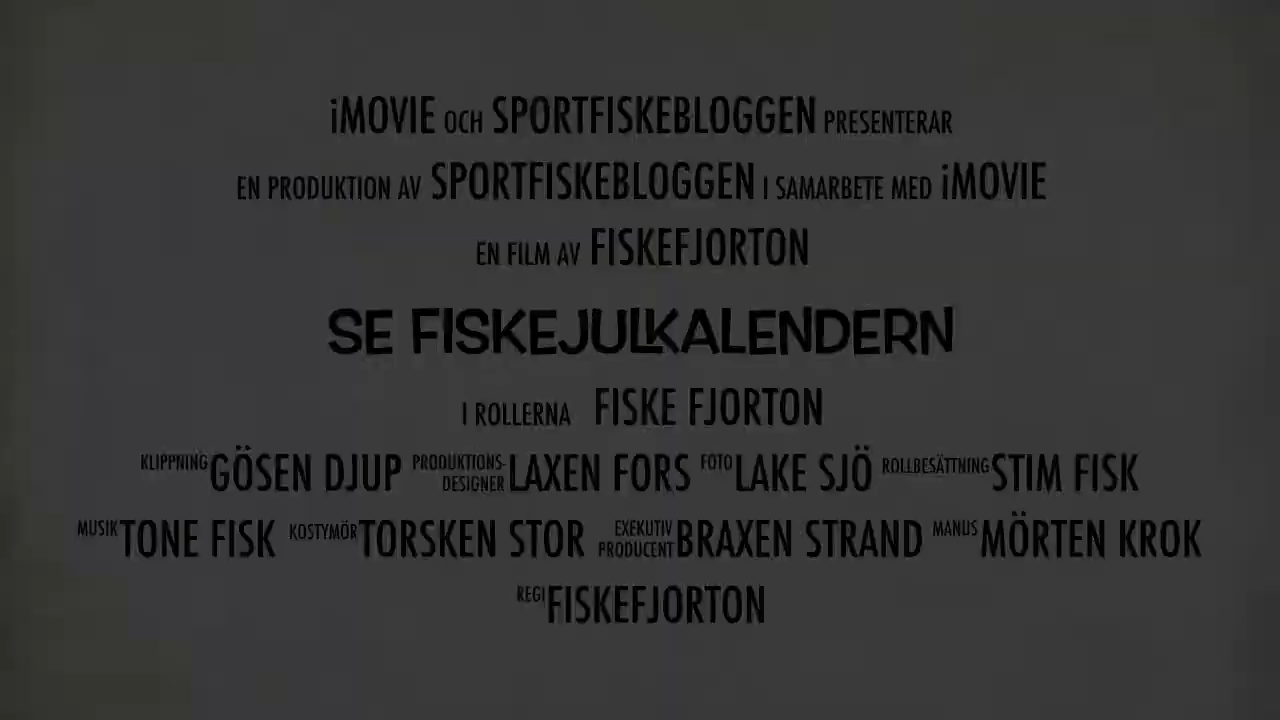 iMOVIE OCH SPORTFISKEBLOGGEN PRESENTERAR
EN PRODUKTION AV SPORTFISKEBLOGGEN I SAMARBETE MED iMOVIE
EN FILM AV FISKEFJORTON
SE FISKEJULKALENDERN
I ROLLERNA FISKE FJORTON
KLIPPNING GÖSEN DJUP PRODUKTIONS-DESIGNER LAXEN FORS FOTO LAKE SJÖ ROLLBESÄTTNING STIM FISK
MUSIK TONE FISK KOSTYMÖR TORSKEN STOR EXEKUTIV PRODUCENT BRAXEN STRAND MANUS MÖRTEN KROK
REGI FISKEFJORTON